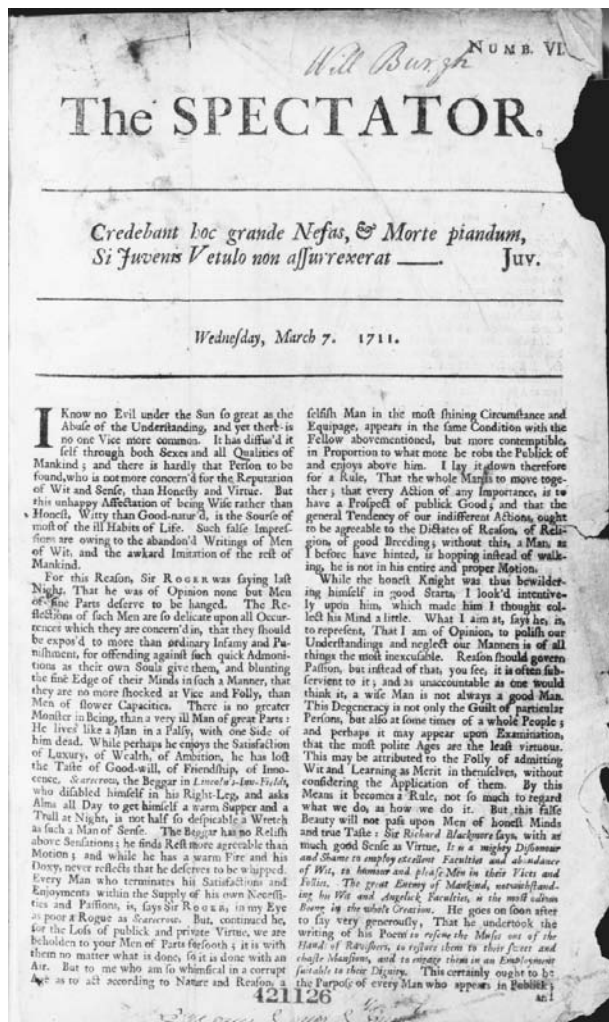 NUMB. VI.
Will Burgh
The SPECTATOR.
Credebant hoc grande Nefas, & Morte piandum,
Si Juvenis Vetulo non assurrexerat ——. Juv.
Wednesday, March 7. 1711.
I Know no Evil under the Sun so great as the
Abuse of the Understanding, and yet there is
no one Vice more common. It has diffus'd it
self through both Sexes and all Qualities of
Mankind; and there is hardly that Person to be
found, who is not more concern'd for the Reputation
of Wit and Sense, than Honesty and Virtue. But
this unhappy Affectation of being Wise rather than
Honest, Witty than Good-natur'd, is the Sourse of
most of the ill Habits of Life. Such false Impres-
sions are owing to the abandon'd Writings of Men
of Wit, and the awkard Imitation of the rest of
Mankind.
For this Reason, Sir ROGER was saying last
Night, That he was of Opinion none but Men
of fine Parts deserve to be hanged. The Re-
flections of such Men are so delicate upon all Occur-
rences which they are concern'd in, that they should
be expos'd to more than ordinary Infamy and Pu-
nishment, for offending against such quick Admoni-
tions as their own Souls give them, and blunting
the fine Edge of their Minds in such a Manner, that
they are no more shocked at Vice and Folly, than
Men of slower Capacities. There is no greater
Monster in Being, than a very ill Man of great Parts:
He lives like a Man in a Palsy, with one Side of
him dead. While perhaps he enjoys the Satisfaction
of Luxury, of Wealth, of Ambition, he has lost
the Taste of Good-will, of Friendship, of Inno-
cence. Scarecrow, the Beggar in Lincoln's-Inn-Fields,
who disabled himself in his Right-Leg, and asks
Alms all Day to get himself a warm Supper and a
Trull at Night, is not half so despicable a Wretch
as such a Man of Sense. The Beggar has no Relish
above Sensations; he finds Rest more agreeable than
Motion; and while he has a warm Fire and his
Doxy, never reflects that he deserves to be whipped.
Every Man who terminates his Satisfactions and
Enjoyments within the Supply of his own Necessi-
ties and Passions, is, says Sir ROGER, in my Eye
as poor a Rogue as Scarecrow. But, continued he,
for the Loss of publick and private Virtue, we are
beholden to your Men of Parts forsooth; it is with
them no matter what is done, so it is done with an
Air. But to me who am so whimsical in a corrupt
Age as to act according to Nature and Reason, a
selfish Man in the most shining Circumstance and
Equipage, appears in the same Condition with the
Fellow abovementioned, but more contemptible,
in Proportion to what more he robs the Publick of
and enjoys above him. I lay it down therefore
for a Rule, That the whole Man is to move toge-
ther; that every Action of any Importance, is to
have a Prospect of publick Good; and that the
general Tendency of our indifferent Actions, ought
to be agreable to the Dictates of Reason, of Reli-
gion, of good Breeding; without this, a Man, as
I before have hinted, is hopping instead of walk-
ing, he is not in his entire and proper Motion.
While the honest Knight was thus bewilder-
ing himself in good Starts, I look'd intentive-
ly upon him, which made him I thought col-
lect his Mind a little. What I aim at, says he, is,
to represent, That I am of Opinion, to polish our
Understandings and neglect our Manners is of all
things the most inexcusable. Reason should govern
Passion, but instead of that, you see, it is often sub-
servient to it; and as unaccountable as one would
think it, a wise Man is not always a good Man.
This Degeneracy is not only the Guilt of particular
Persons, but also at some times of a whole People;
and perhaps it may appear upon Examination,
that the most polite Ages are the least virtuous.
This may be attributed to the Folly of admitting
Wit and Learning as Merit in themselves, without
considering the Application of them. By this
Means it becomes a Rule, not so much to regard
what we do, as how we do it. But this false
Beauty will not pass upon Men of honest Minds
and true Taste: Sir Richard Blackmore says, with as
much good Sense as Virtue, It is a mighty Dishonour
and Shame to employ excellent Faculties and abundance
of Wit, to humour and please Men in their Vices and
Follies. The great Enemy of Mankind, notwithstand-
ing his Wit and Angelick Faculties, is the most odious
Being in the whole Creation. He goes on soon after
to say very generously, That he undertook the
writing of his Poem to rescue the Muses out of the
Hands of Ravishers, to restore them to their sweet and
chaste Mansions, and to engage them in an Employment
suitable to their Dignity. This certainly ought to be
the Purpose of every Man who appears in Publick;
and
421126